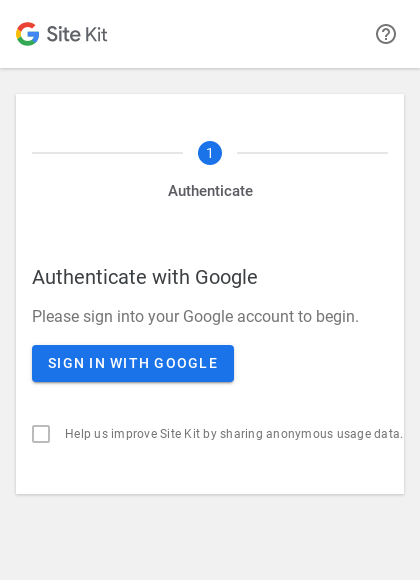 Site Kit
1
Authenticate
Authenticate with Google
Please sign into your Google account to begin.
SIGN IN WITH GOOGLE
Help us improve Site Kit by sharing anonymous usage data.